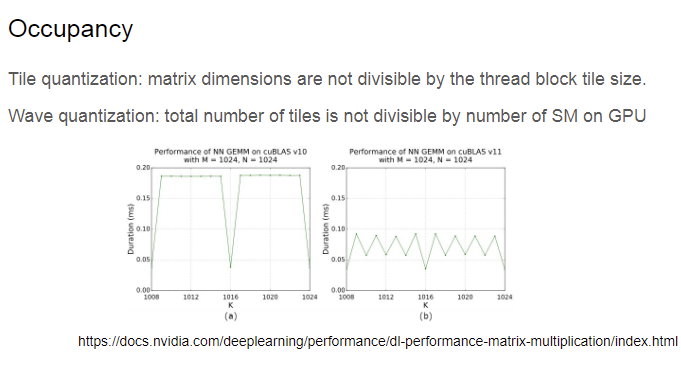 Occupancy
Tile quantization: matrix dimensions are not divisible by the thread block tile size.
Wave quantization: total number of tiles is not divisible by number of SM on GPU
Performance of NN GEMM on cuBLAS v10
with M = 1024, N = 1024
0.20
0.15
0.10
0.05
0.00
Duration (ms)
1008 1012 1016 1020 1024
K
(a)
Performance of NN GEMM on cuBLAS v11
with M = 1024, N = 1024
0.20
0.15
0.10
0.05
0.00
Duration (ms)
1008 1012 1016 1020 1024
K
(b)
https://docs.nvidia.com/deeplearning/performance/dl-performance-matrix-multiplication/index.html